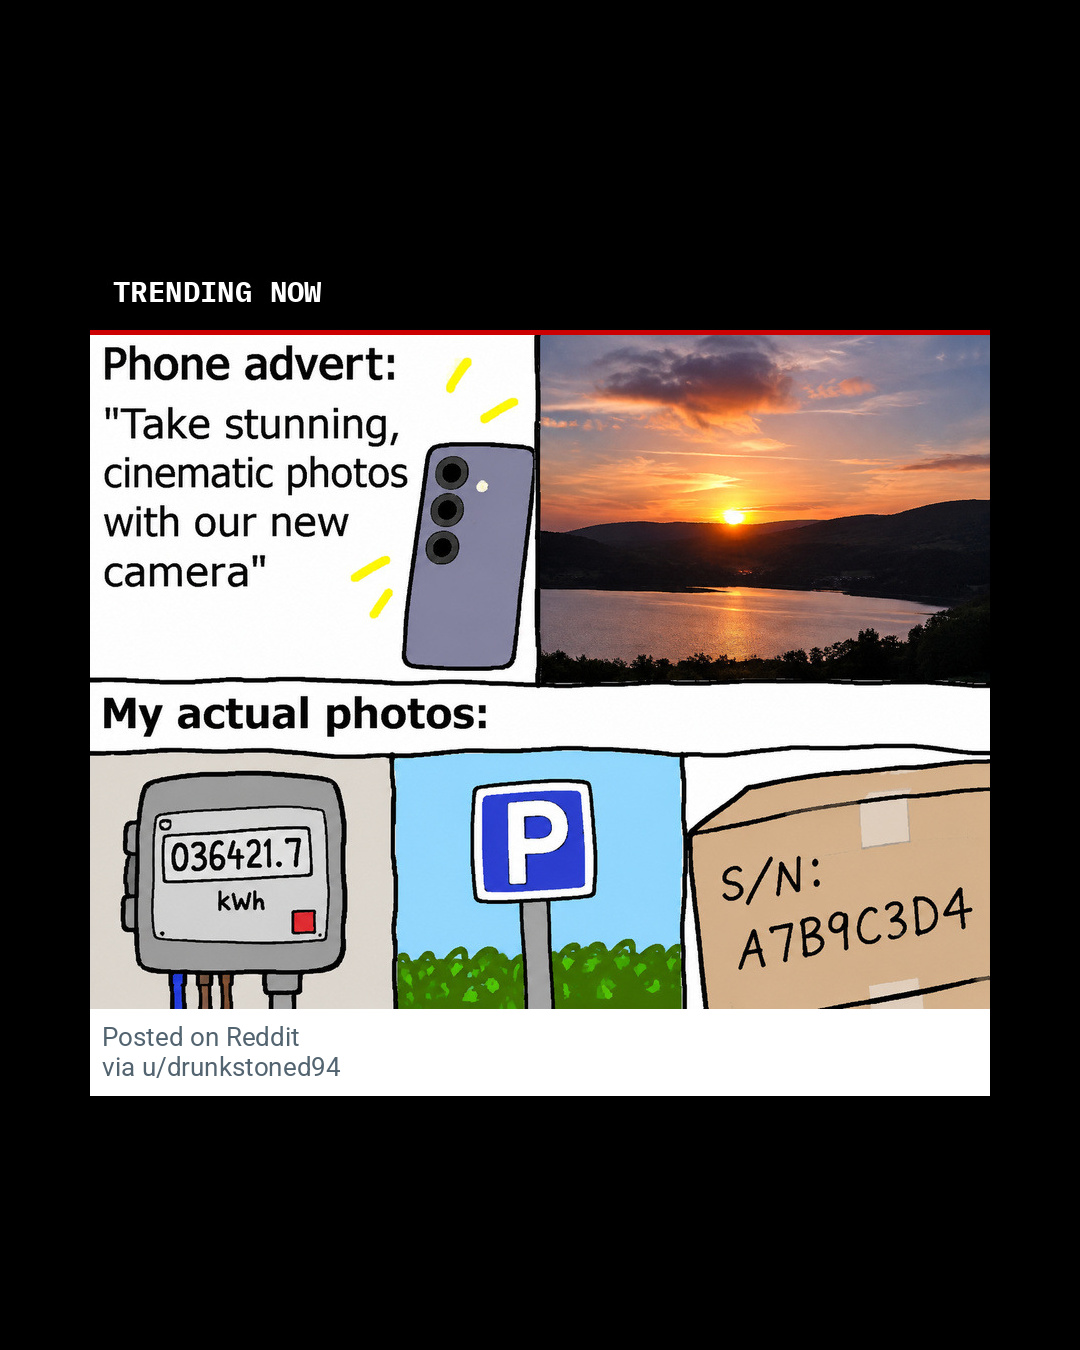 TRENDING NOW
Phone advert:
"Take stunning,
cinematic photos
with our new
camera"
My actual photos:
036421.7
kWh
P
S/N:
A7B9C3D4
Posted on Reddit
via u/drunkstoned94